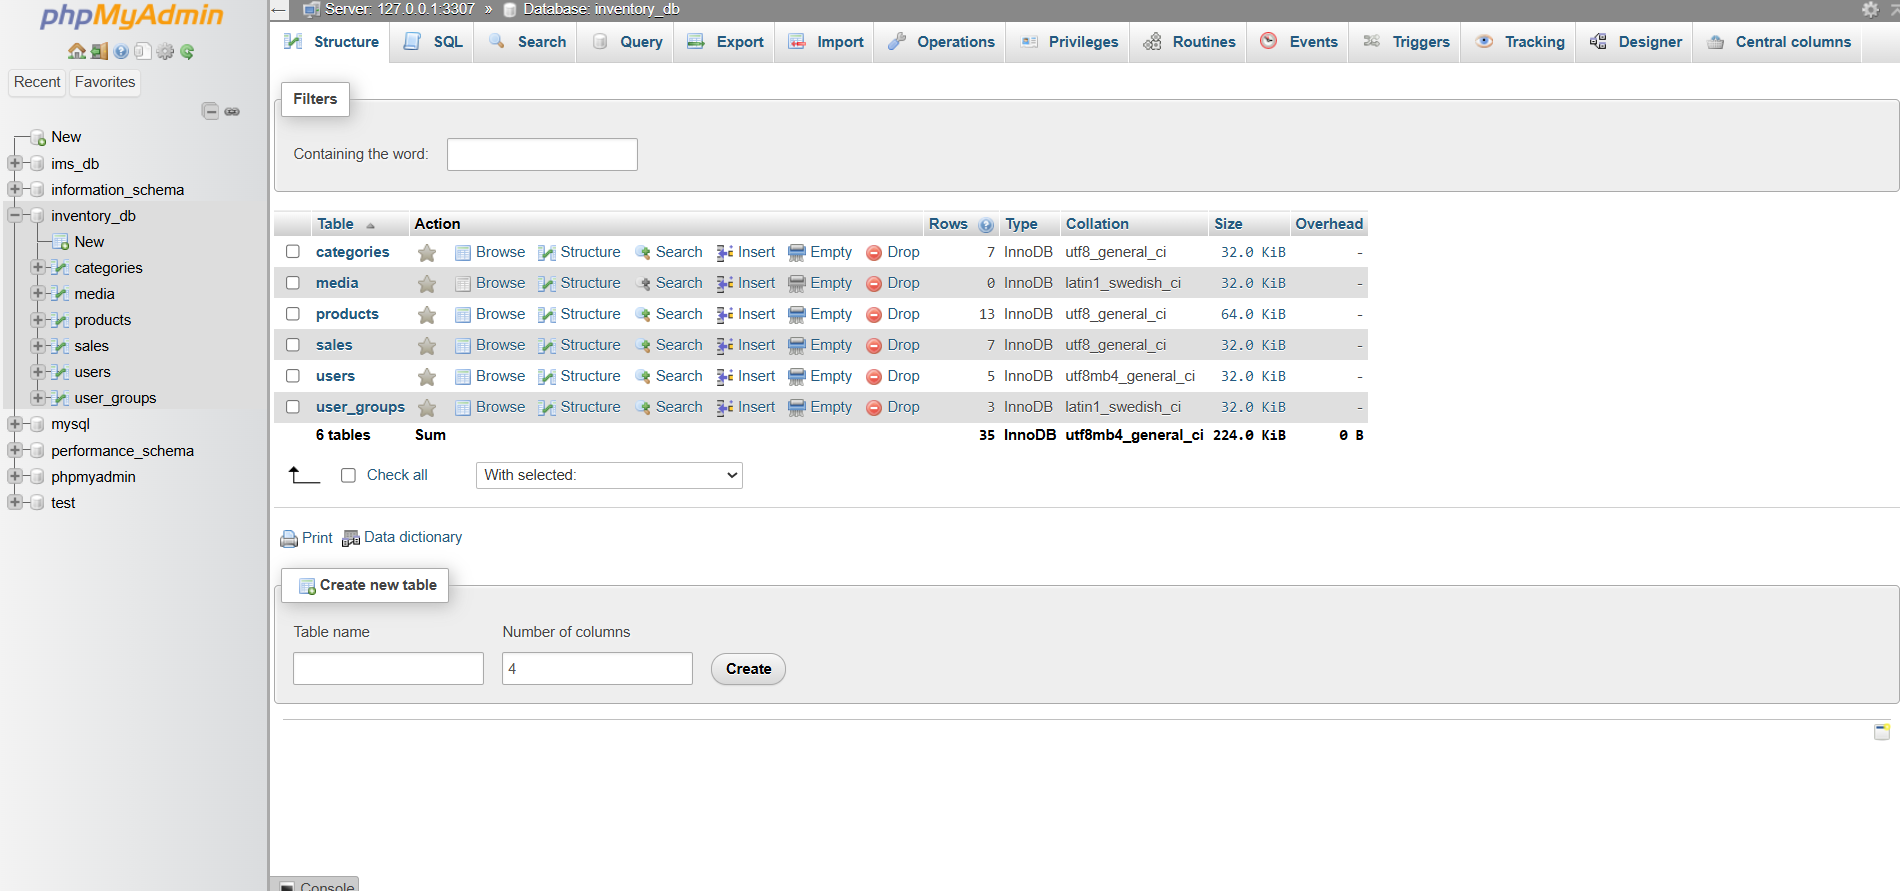 phpMyAdmin
Recent Favorites
New
ims_db
information_schema
inventory_db
New
categories
media
products
sales
users
user_groups
mysql
performance_schema
phpmyadmin
test
Server: 127.0.0.1:3307 » Database: inventory_db
Structure SQL Search Query Export Import Operations Privileges Routines Events Triggers Tracking Designer Central columns
Filters
Containing the word:
Table Action Rows Type Collation Size Overhead
categories Browse Structure Search Insert Empty Drop 7 InnoDB utf8_general_ci 32.0 KiB -
media Browse Structure Search Insert Empty Drop 0 InnoDB latin1_swedish_ci 32.0 KiB -
products Browse Structure Search Insert Empty Drop 13 InnoDB utf8_general_ci 64.0 KiB -
sales Browse Structure Search Insert Empty Drop 7 InnoDB utf8_general_ci 32.0 KiB -
users Browse Structure Search Insert Empty Drop 5 InnoDB utf8mb4_general_ci 32.0 KiB -
user_groups Browse Structure Search Insert Empty Drop 3 InnoDB latin1_swedish_ci 32.0 KiB -
6 tables Sum 35 InnoDB utf8mb4_general_ci 224.0 KiB 0 B
Check all With selected:
Print Data dictionary
Create new table
Table name Number of columns
4 Create
Console